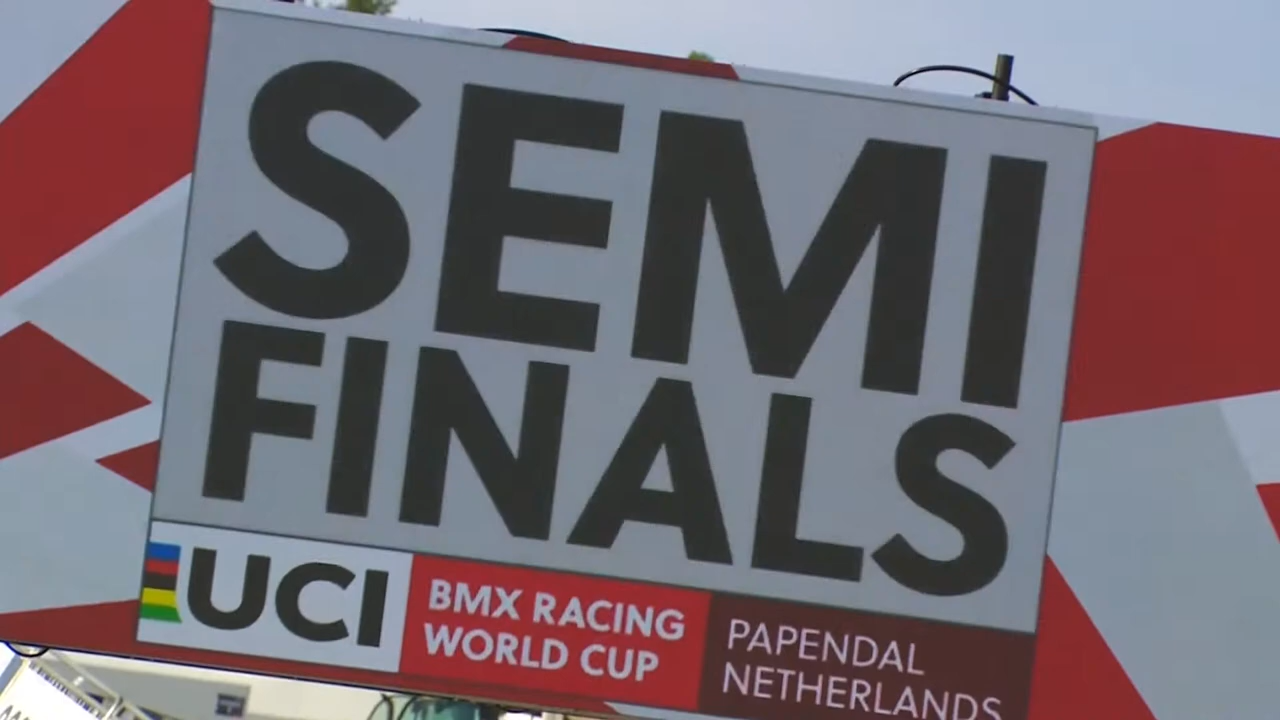 SEMI
FINALS
UCI
BMX RACING
WORLD CUP
PAPENDAL
NETHERLANDS